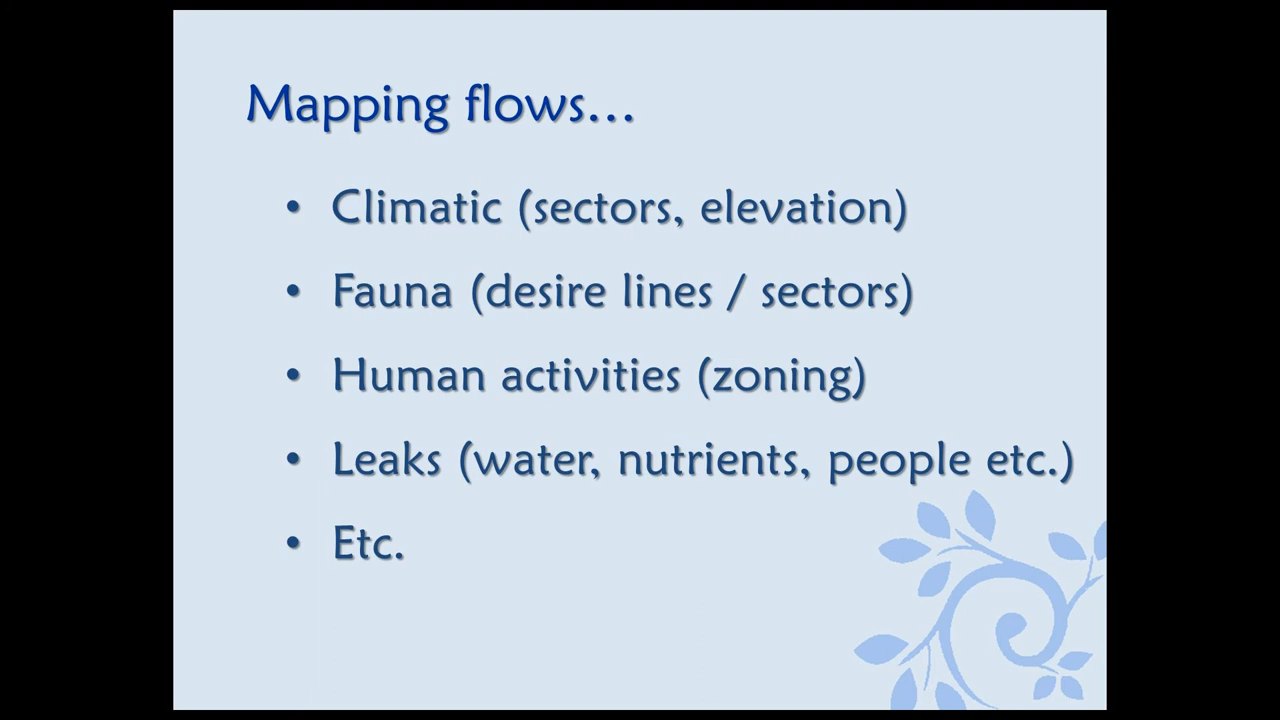 Mapping flows...
• Climatic (sectors, elevation)
• Fauna (desire lines / sectors)
• Human activities (zoning)
• Leaks (water, nutrients, people etc.)
• Etc.